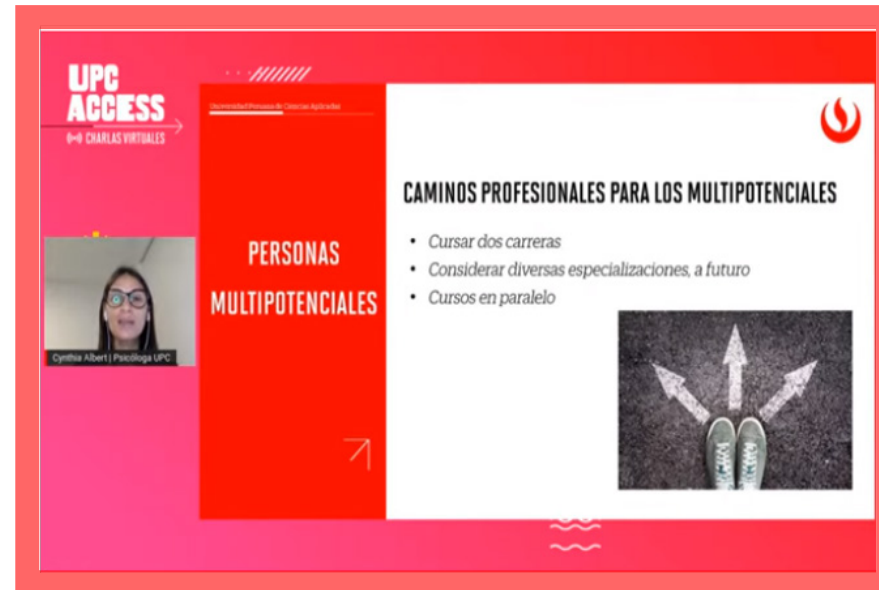 UPC
ACCESS
CHARLAS VIRTUALES
Universidad Peruana de Ciencias Aplicadas
PERSONAS
MULTIPOTENCIALES
CAMINOS PROFESIONALES PARA LOS MULTIPOTENCIALES
• Cursar dos carreras
• Considerar diversas especializaciones, a futuro
• Cursos en paralelo
Cynthia Albert | Psicóloga UPC